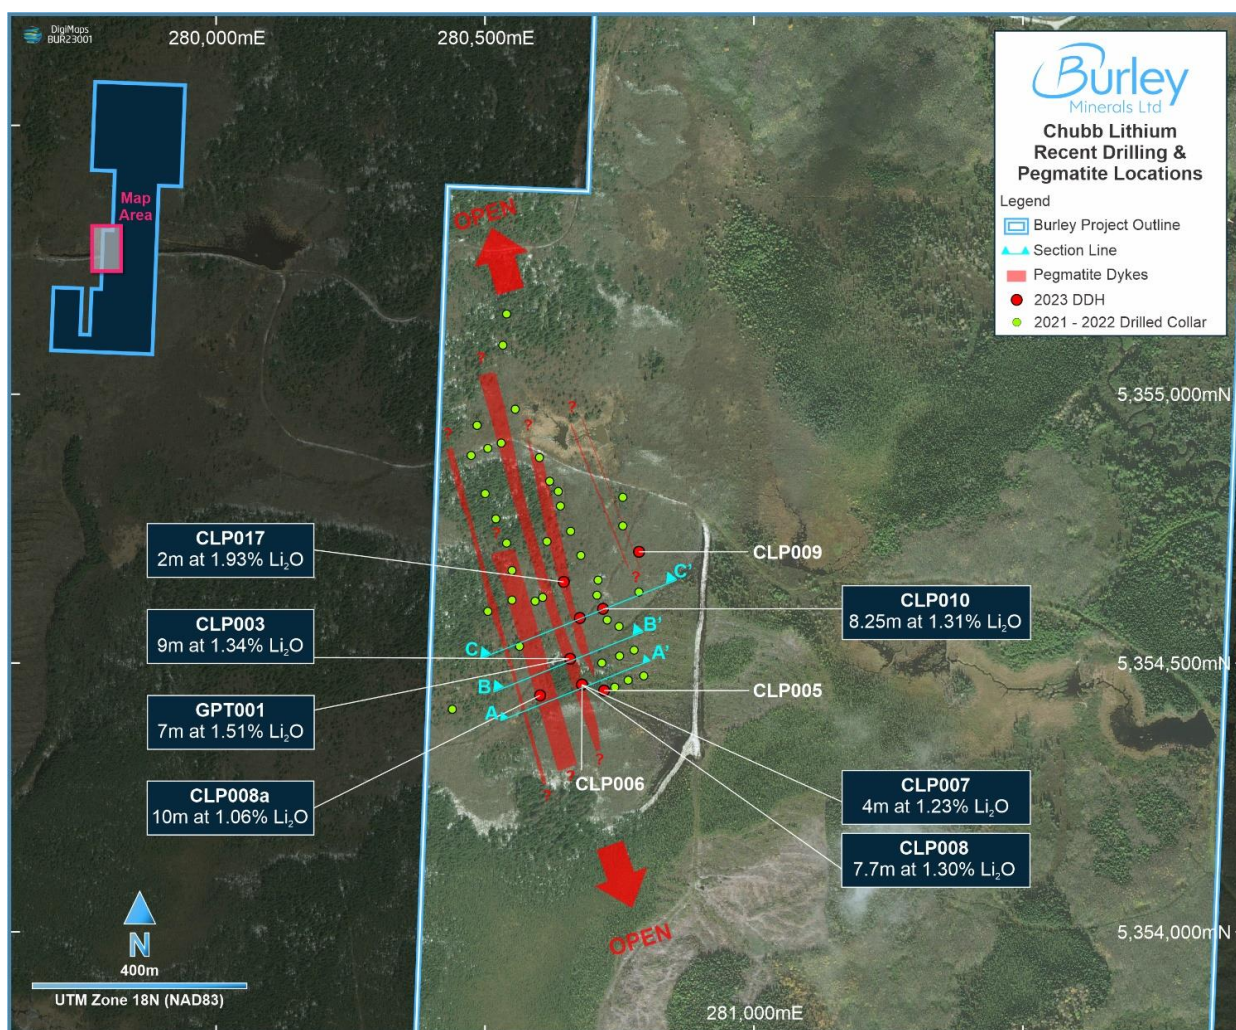 DigiMaps
BUR23001
280,000mE
280,500mE
Burley
Minerals Ltd
Chubb Lithium
Recent Drilling &
Pegmatite Locations
Legend
Burley Project Outline
Section Line
Pegmatite Dykes
2023 DDH
2021 - 2022 Drilled Collar
Map
Area
OPEN
?
5,355,000mN
?
?
?
?
CLP017
2m at 1.93% Li₂O
CLP009
?
C'
CLP010
8.25m at 1.31% Li₂O
CLP003
9m at 1.34% Li₂O
B'
C
A'
5,354,500mN
B
CLP005
GPT001
7m at 1.51% Li₂O
A
?
?
CLP006
?
CLP008a
10m at 1.06% Li₂O
CLP007
4m at 1.23% Li₂O
CLP008
7.7m at 1.30% Li₂O
OPEN
5,354,000mN
N
400m
UTM Zone 18N (NAD83)
281,000mE